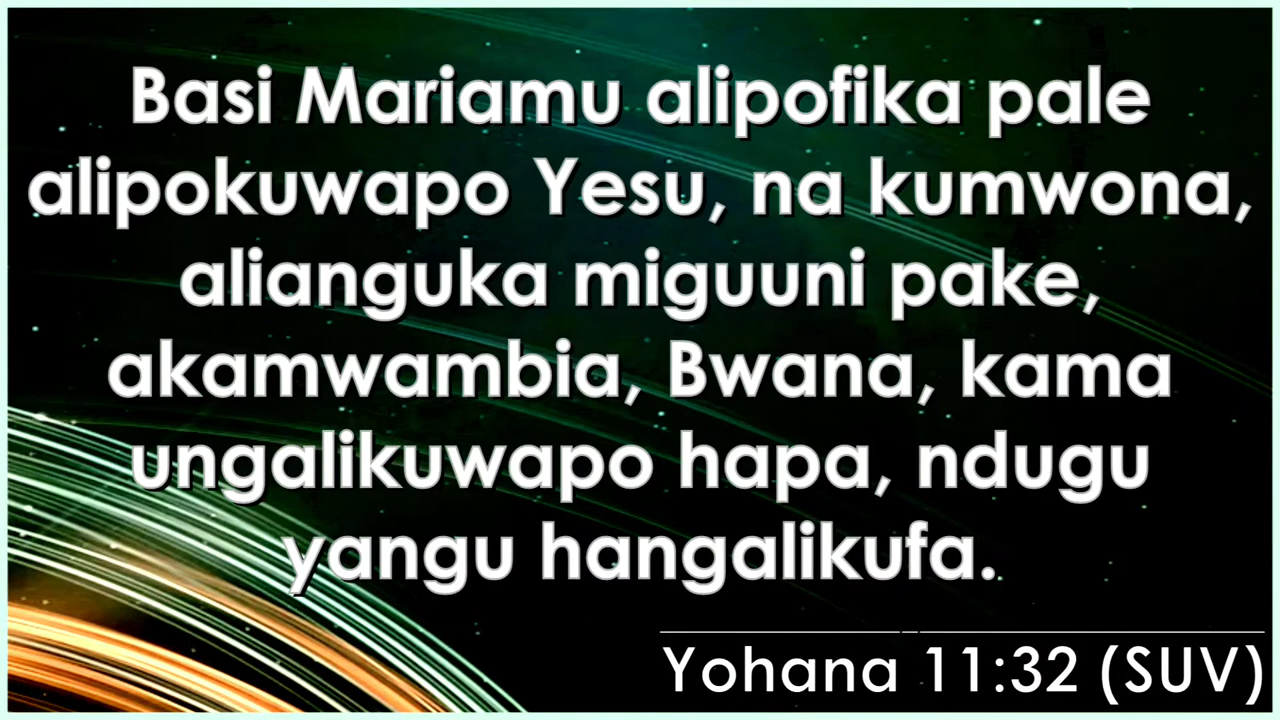 Basi Mariamu alipofika pale
alipokuwapo Yesu, na kumwona,
alianguka miguuni pake,
akamwambia, Bwana, kama
ungalikuwapo hapa, ndugu
yangu hangalikufa.
Yohana 11:32 (SUV)